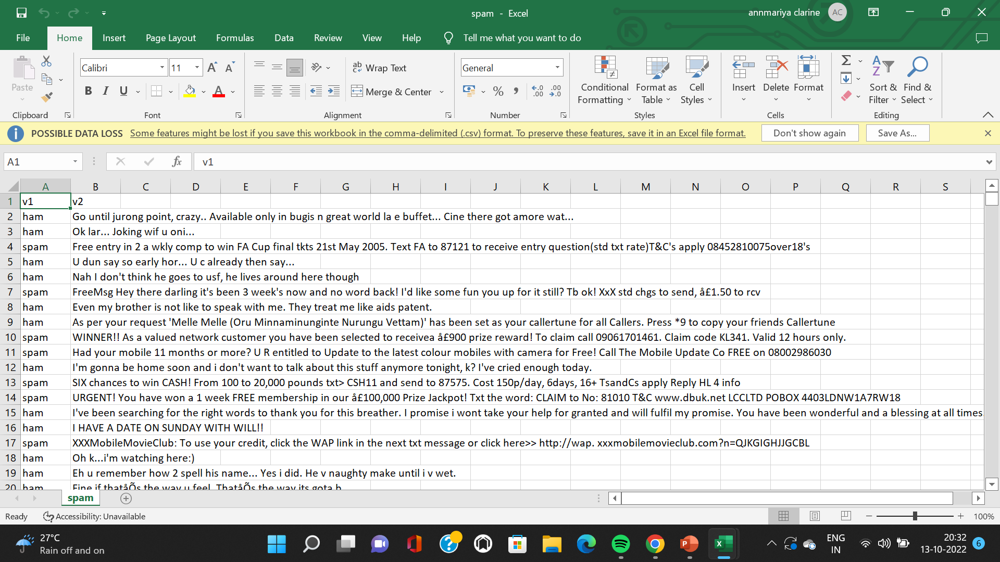 spam - Excel
annmariya clarine AC
File Home Insert Page Layout Formulas Data Review View Help Tell me what you want to do
Paste
Clipboard
Calibri 11 A A
B I U A
Font
ab Wrap Text
Merge & Center
Alignment
General
% , .0 .00 .00 .0
Number
Conditional Formatting
Format as Table
Cell Styles
Styles
Insert Delete Format
Cells
Sort & Filter
Find & Select
Editing
POSSIBLE DATA LOSS Some features might be lost if you save this workbook in the comma-delimited (.csv) format. To preserve these features, save it in an Excel file format. Don't show again Save As...
A1 fx v1
A B C D E F G H I J K L M N O P Q R S
1 v1 v2
2 ham Go until jurong point, crazy.. Available only in bugis n great world la e buffet... Cine there got amore wat...
3 ham Ok lar... Joking wif u oni...
4 spam Free entry in 2 a wkly comp to win FA Cup final tkts 21st May 2005. Text FA to 87121 to receive entry question(std txt rate)T&C's apply 08452810075over18's
5 ham U dun say so early hor... U c already then say...
6 ham Nah I don't think he goes to usf, he lives around here though
7 spam FreeMsg Hey there darling it's been 3 week's now and no word back! I'd like some fun you up for it still? Tb ok! XxX std chgs to send, å£1.50 to rcv
8 ham Even my brother is not like to speak with me. They treat me like aids patent.
9 ham As per your request 'Melle Melle (Oru Minnaminunginte Nurungu Vettam)' has been set as your callertune for all Callers. Press *9 to copy your friends Callertune
10 spam WINNER!! As a valued network customer you have been selected to receivea å£900 prize reward! To claim call 09061701461. Claim code KL341. Valid 12 hours only.
11 spam Had your mobile 11 months or more? U R entitled to Update to the latest colour mobiles with camera for Free! Call The Mobile Update Co FREE on 08002986030
12 ham I'm gonna be home soon and i don't want to talk about this stuff anymore tonight, k? I've cried enough today.
13 spam SIX chances to win CASH! From 100 to 20,000 pounds txt> CSH11 and send to 87575. Cost 150p/day, 6days, 16+ TsandCs apply Reply HL 4 info
14 spam URGENT! You have won a 1 week FREE membership in our å£100,000 Prize Jackpot! Txt the word: CLAIM to No: 81010 T&C www.dbuk.net LCCLTD POBOX 4403LDNW1A7RW18
15 ham I've been searching for the right words to thank you for this breather. I promise i wont take your help for granted and will fulfil my promise. You have been wonderful and a blessing at all times.
16 ham I HAVE A DATE ON SUNDAY WITH WILL!!
17 spam XXXMobileMovieClub: To use your credit, click the WAP link in the next txt message or click here>> http://wap. xxxmobilemovieclub.com?n=QJKGIGHJJGCBL
18 ham Oh k...i'm watching here:)
19 ham Eh u remember how 2 spell his name... Yes i did. He v naughty make until i v wet.
20 ham Fine if thatåÕs the way u feel. ThatåÕs the way its gota b
spam
Ready Accessibility: Unavailable 100%
27°C
Rain off and on
ENG
IN
20:32
13-10-2022
6